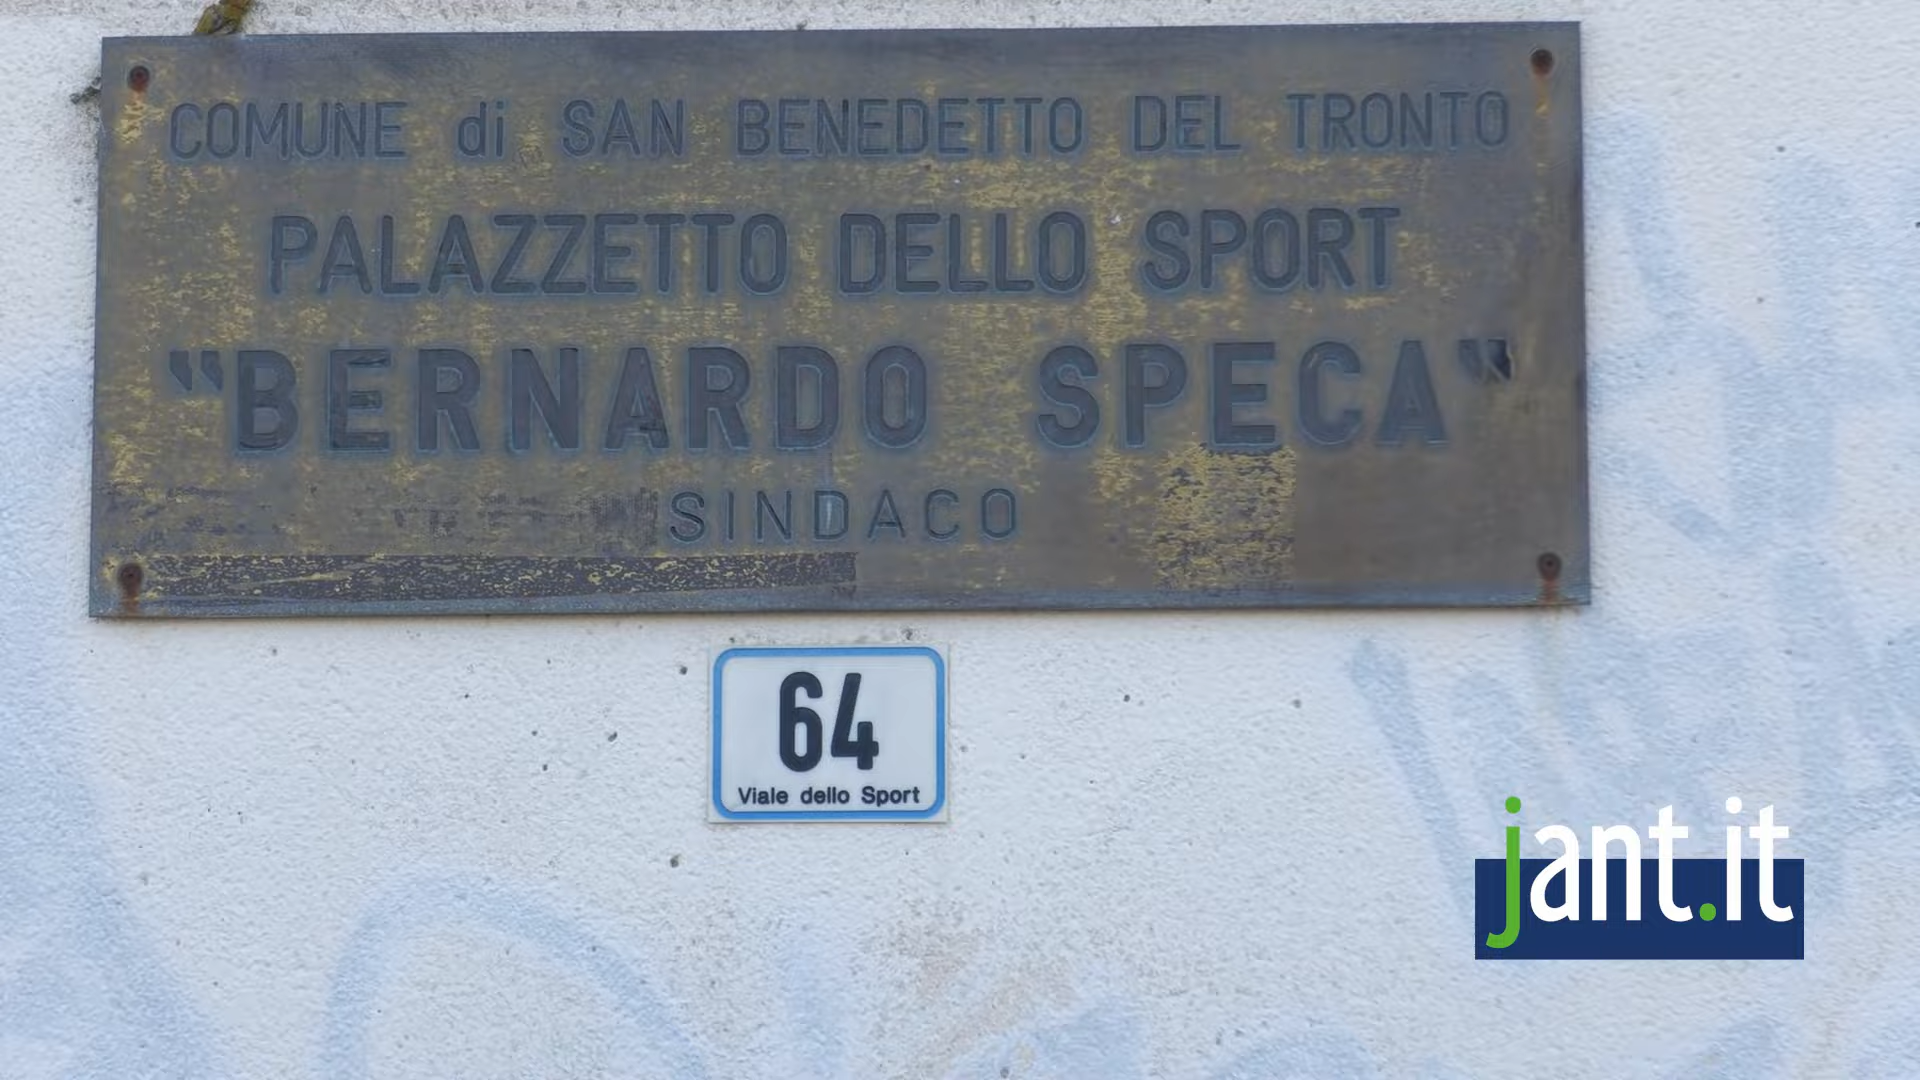 COMUNE di SAN BENEDETTO DEL TRONTO
PALAZZETTO DELLO SPORT
"BERNARDO SPECA"
SINDACO
64
Viale dello Sport
jant.it